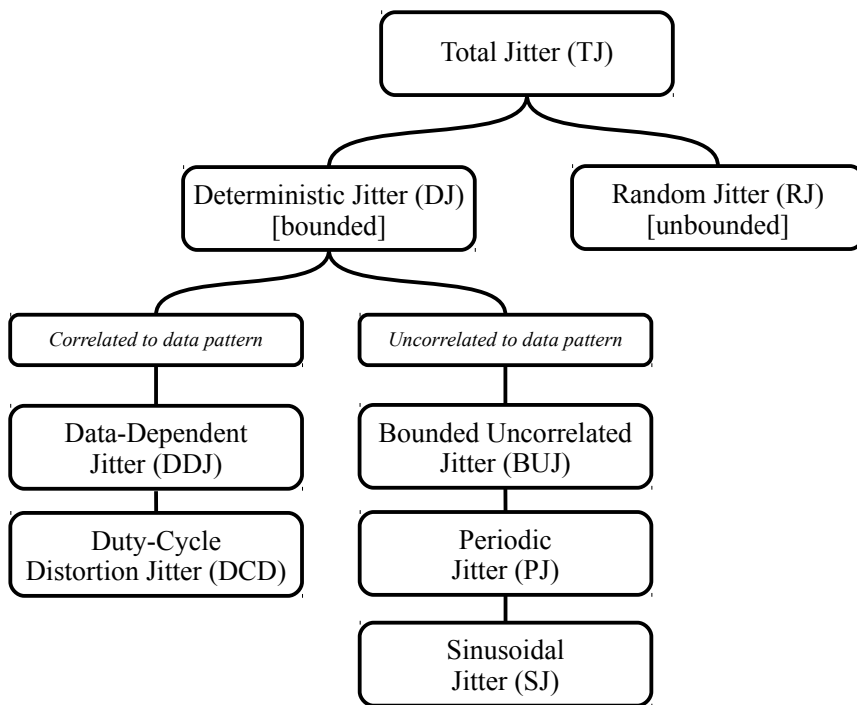 Total Jitter (TJ)
Deterministic Jitter (DJ)
[bounded]
Random Jitter (RJ)
[unbounded]
Correlated to data pattern
Uncorrelated to data pattern
Data-Dependent
Jitter (DDJ)
Bounded Uncorrelated
Jitter (BUJ)
Duty-Cycle
Distortion Jitter (DCD)
Periodic
Jitter (PJ)
Sinusoidal
Jitter (SJ)